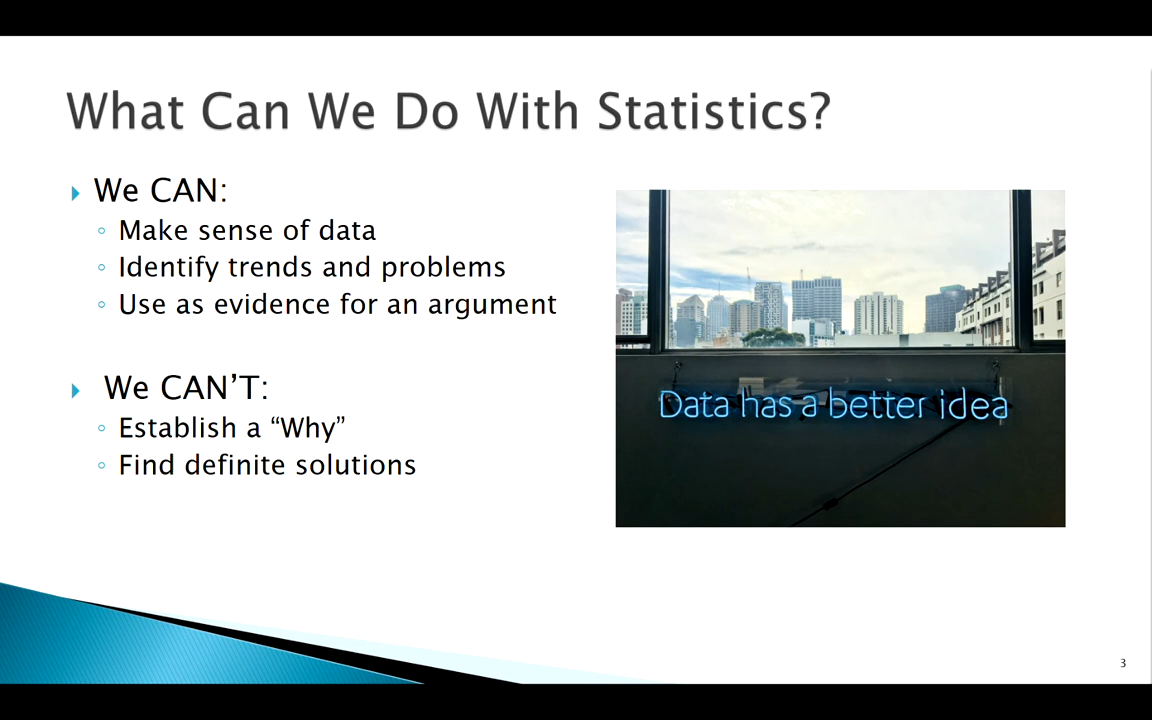 What Can We Do With Statistics?
We CAN:
Make sense of data
Identify trends and problems
Use as evidence for an argument
We CAN’T:
Establish a “Why”
Find definite solutions
Data has a better idea
3